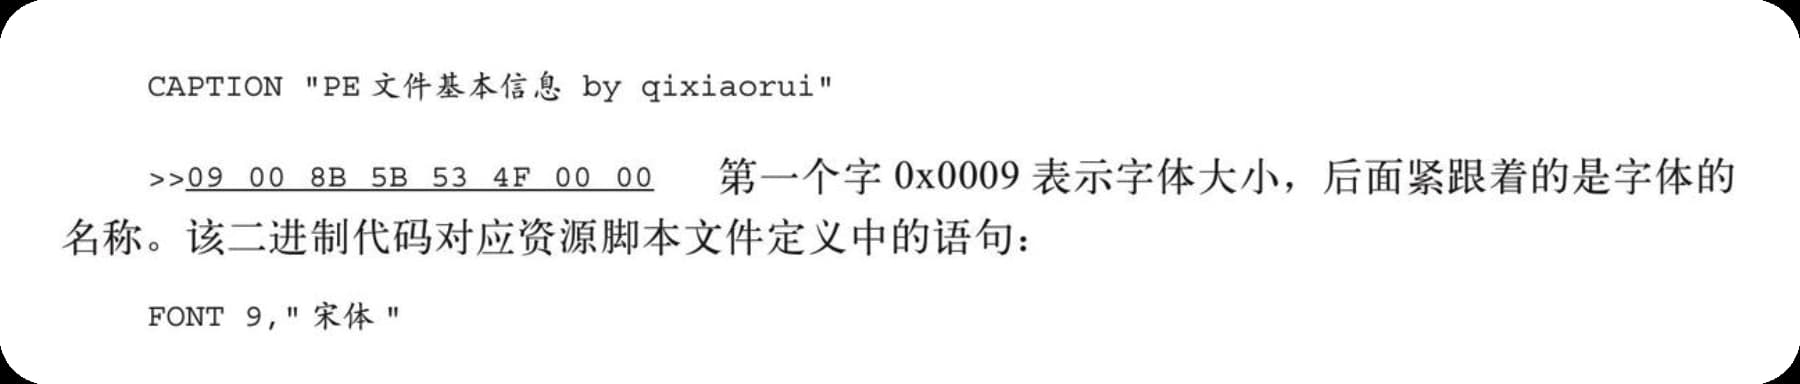 CAPTION "PE 文件基本信息 by qixiaorui"
>>09 00 8B 5B 53 4F 00 00 第一个字 0x0009 表示字体大小，后面紧跟着的是字体的
名称。该二进制代码对应资源脚本文件定义中的语句：
FONT 9,"宋体"